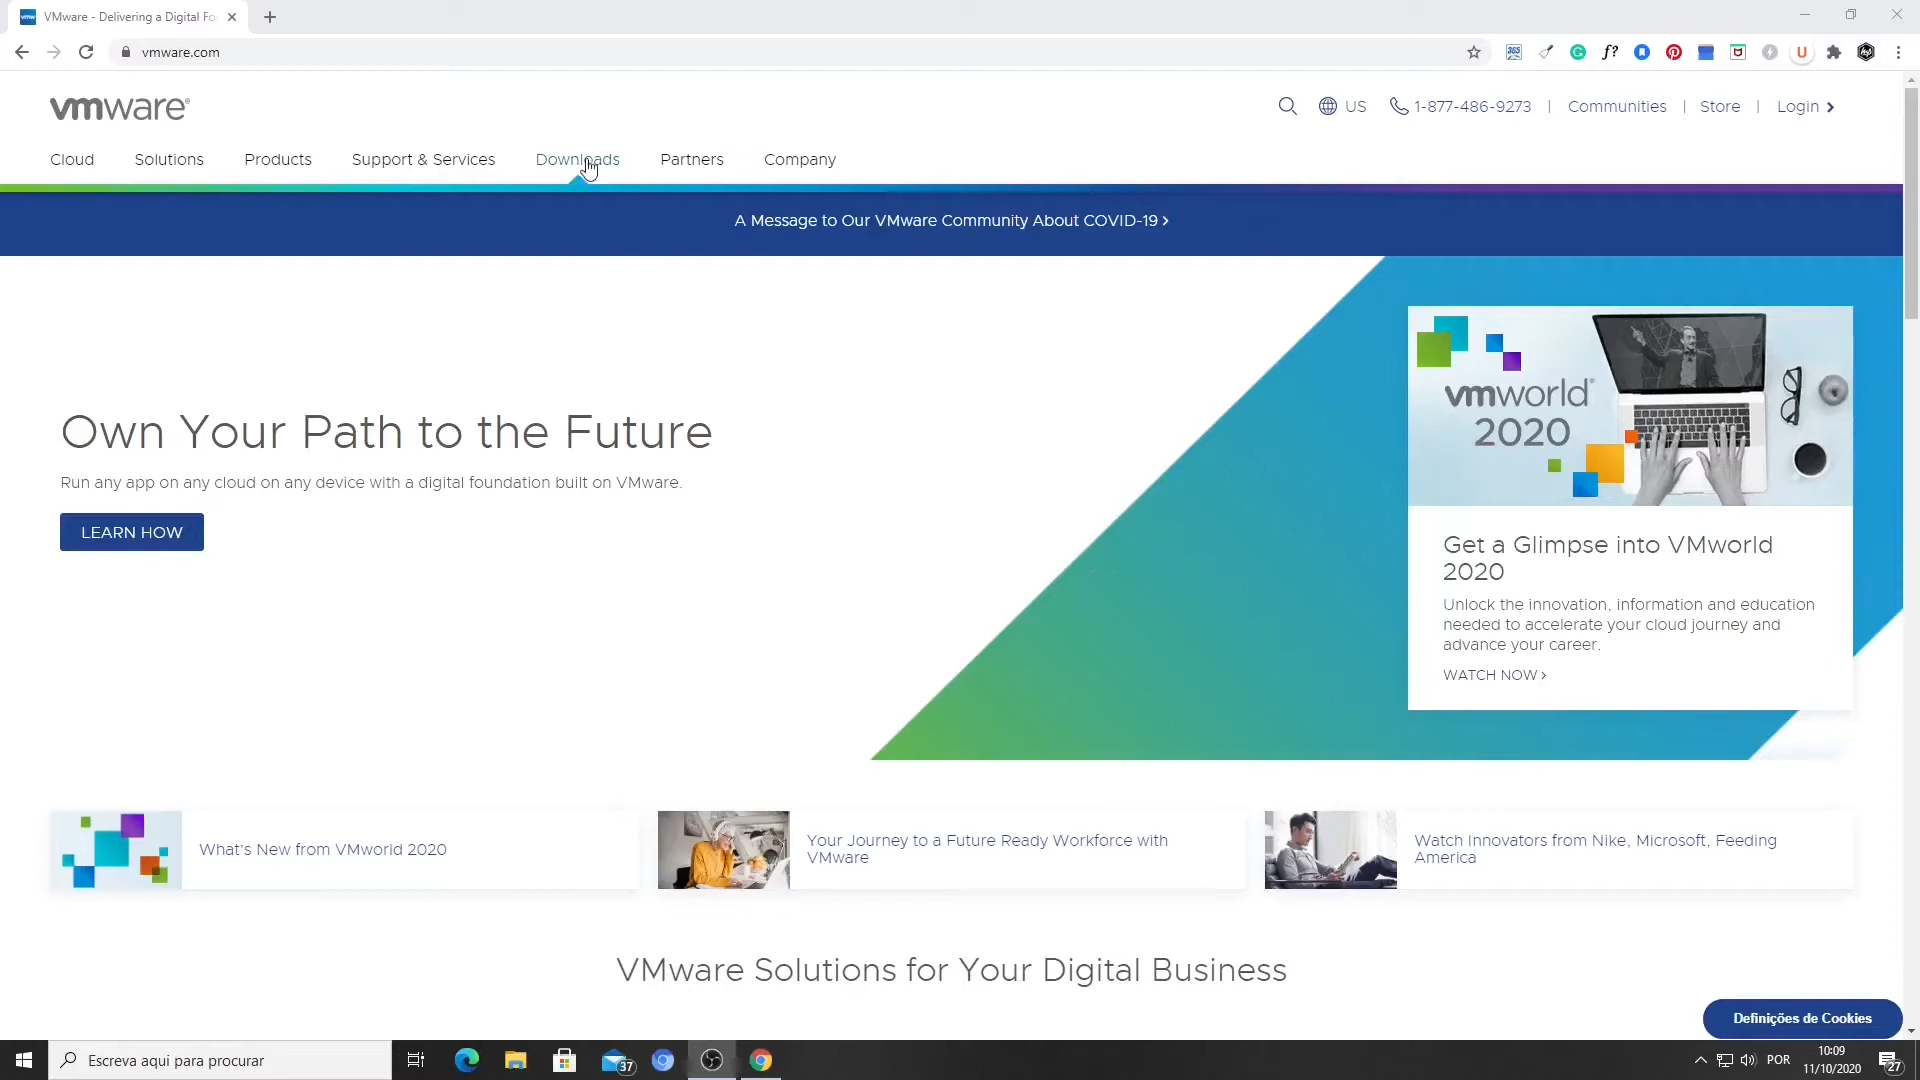 VMware - Delivering a Digital Fo
vmware.com
vmware®
US
1-877-486-9273 | Communities | Store | Login >
Cloud Solutions Products Support & Services Downloads Partners Company
A Message to Our VMware Community About COVID-19 >
vmworld®
2020
Own Your Path to the Future
Run any app on any cloud on any device with a digital foundation built on VMware.
LEARN HOW
Get a Glimpse into VMworld
2020
Unlock the innovation, information and education
needed to accelerate your cloud journey and
advance your career.
WATCH NOW >
What's New from VMworld 2020
Your Journey to a Future Ready Workforce with
VMware
Watch Innovators from Nike, Microsoft, Feeding
America
VMware Solutions for Your Digital Business
Definições de Cookies
Escreva aqui para procurar
37
POR
10:09
11/10/2020
27